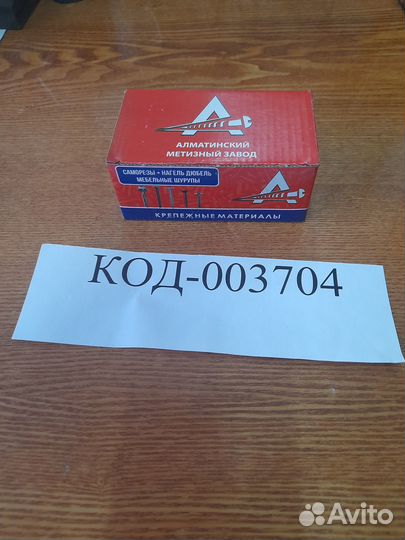 АЛМАТИНСКИЙ
МЕТИЗНЫЙ ЗАВОД
САМОРЕЗЫ • НАГЕЛЬ ДЮБЕЛЬ
МЕБЕЛЬНЫЕ ШУРУПЫ
КРЕПЕЖНЫЕ МАТЕРИАЛЫ
КОД-003704
Avito